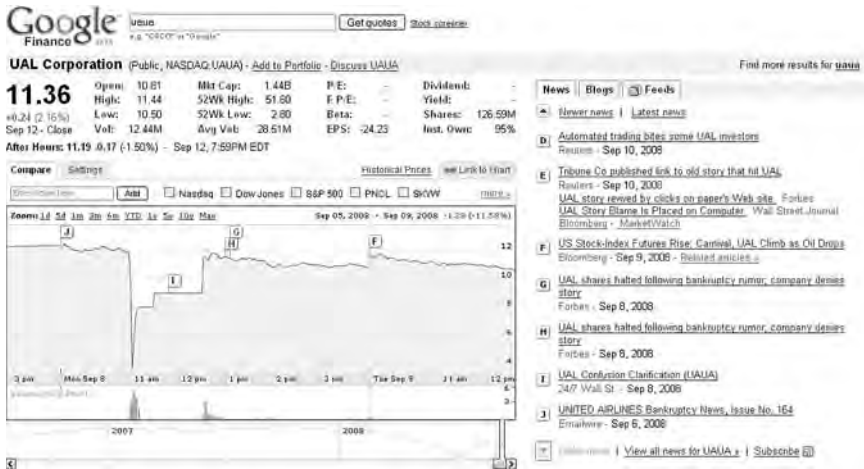 Google
Finance
uaua
Get quotes
Stock screener
e.g. "CSCO" or "Google"
UAL Corporation (Public, NASDAQ:UAUA) - Add to Portfolio - Discuss UAUA
Find more results for uaua
11.36
+0.24 (2.16%)
Sep 12 - Close
Open: 10.81
High: 11.44
Low: 10.50
Vol: 12.44M
Mkt Cap: 1.44B
52Wk High: 51.60
52Wk Low: 2.80
Avg Vol: 28.51M
P/E: -
F P/E: -
Beta: -
EPS: -24.23
Dividend: -
Yield: -
Shares: 126.59M
Inst. Own: 95%
After Hours: 11.19 -0.17 (-1.50%) - Sep 12, 7:59PM EDT
Compare Settings
Historical Prices Link to Chart
Add Nasdaq Dow Jones S&P 500 PNCL SKYW more »
Zoom: 1d 5d 1m 3m 6m YTD 1y 5y 10y Max
Sep 05, 2008 - Sep 09, 2008 -1.29 (-11.58%)
J
G
H
F
I
12
10
8
6
4
3 pm Mon Sep 8 11 am 12 pm 1 pm 2 pm 3 pm Tue Sep 9 11 am 12 pm
6
3
2007 2008
News Blogs Feeds
Newer news | Latest news
D Automated trading bites some UAL investors
Reuters - Sep 10, 2008
E Tribune Co published link to old story that hit UAL
Reuters - Sep 10, 2008
UAL story revved by clicks on paper's Web site Forbes
UAL Story Blame Is Placed on Computer Wall Street Journal
Bloomberg - MarketWatch
F US Stock-Index Futures Rise: Carnival, UAL Climb as Oil Drops
Bloomberg - Sep 9, 2008 - Related articles »
G UAL shares halted following bankruptcy rumor; company denies
story
Forbes - Sep 8, 2008
H UAL shares halted following bankruptcy rumor; company denies
story
Forbes - Sep 8, 2008
I UAL Confusion Clarification (UAUA)
24/7 Wall St. - Sep 8, 2008
J UNITED AIRLINES Bankruptcy News, Issue No. 164
Emailwire - Sep 6, 2008
| View all news for UAUA » | Subscribe